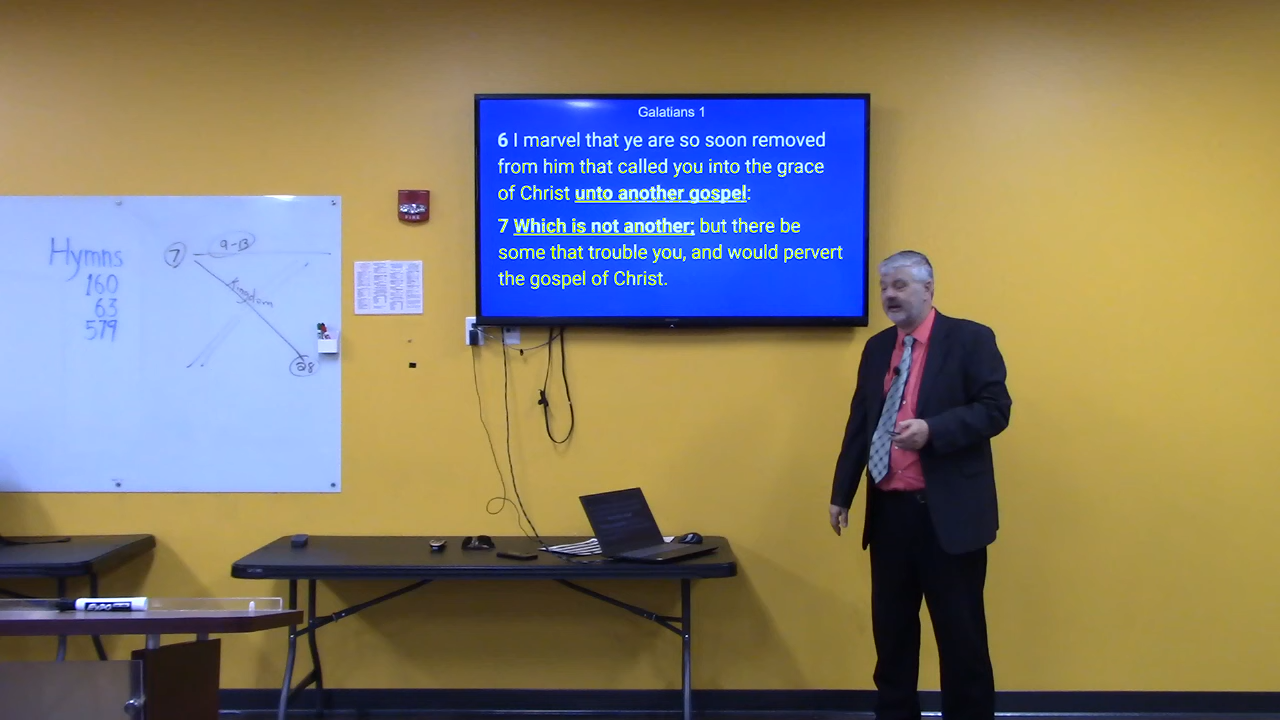 Galatians 1
6 I marvel that ye are so soon removed
from him that called you into the grace
of Christ unto another gospel:
7 Which is not another; but there be
some that trouble you, and would pervert
the gospel of Christ.
Hymns
160
63
579
7
9-13
Kingdom
28
FIRE
EXPO